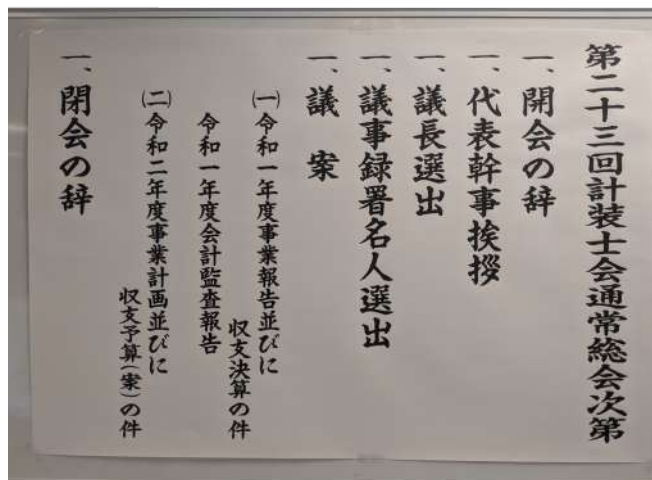 第二十三回計装士会通常総会次第
一、開会の辞
一、代表幹事挨拶
一、議長選出
一、議事録署名人選出
一、議　案
㈠令和一年度事業報告並びに
収支決算の件
令和一年度会計監査報告
㈡令和二年度事業計画並びに
収支予算(案)の件
一、閉会の辞